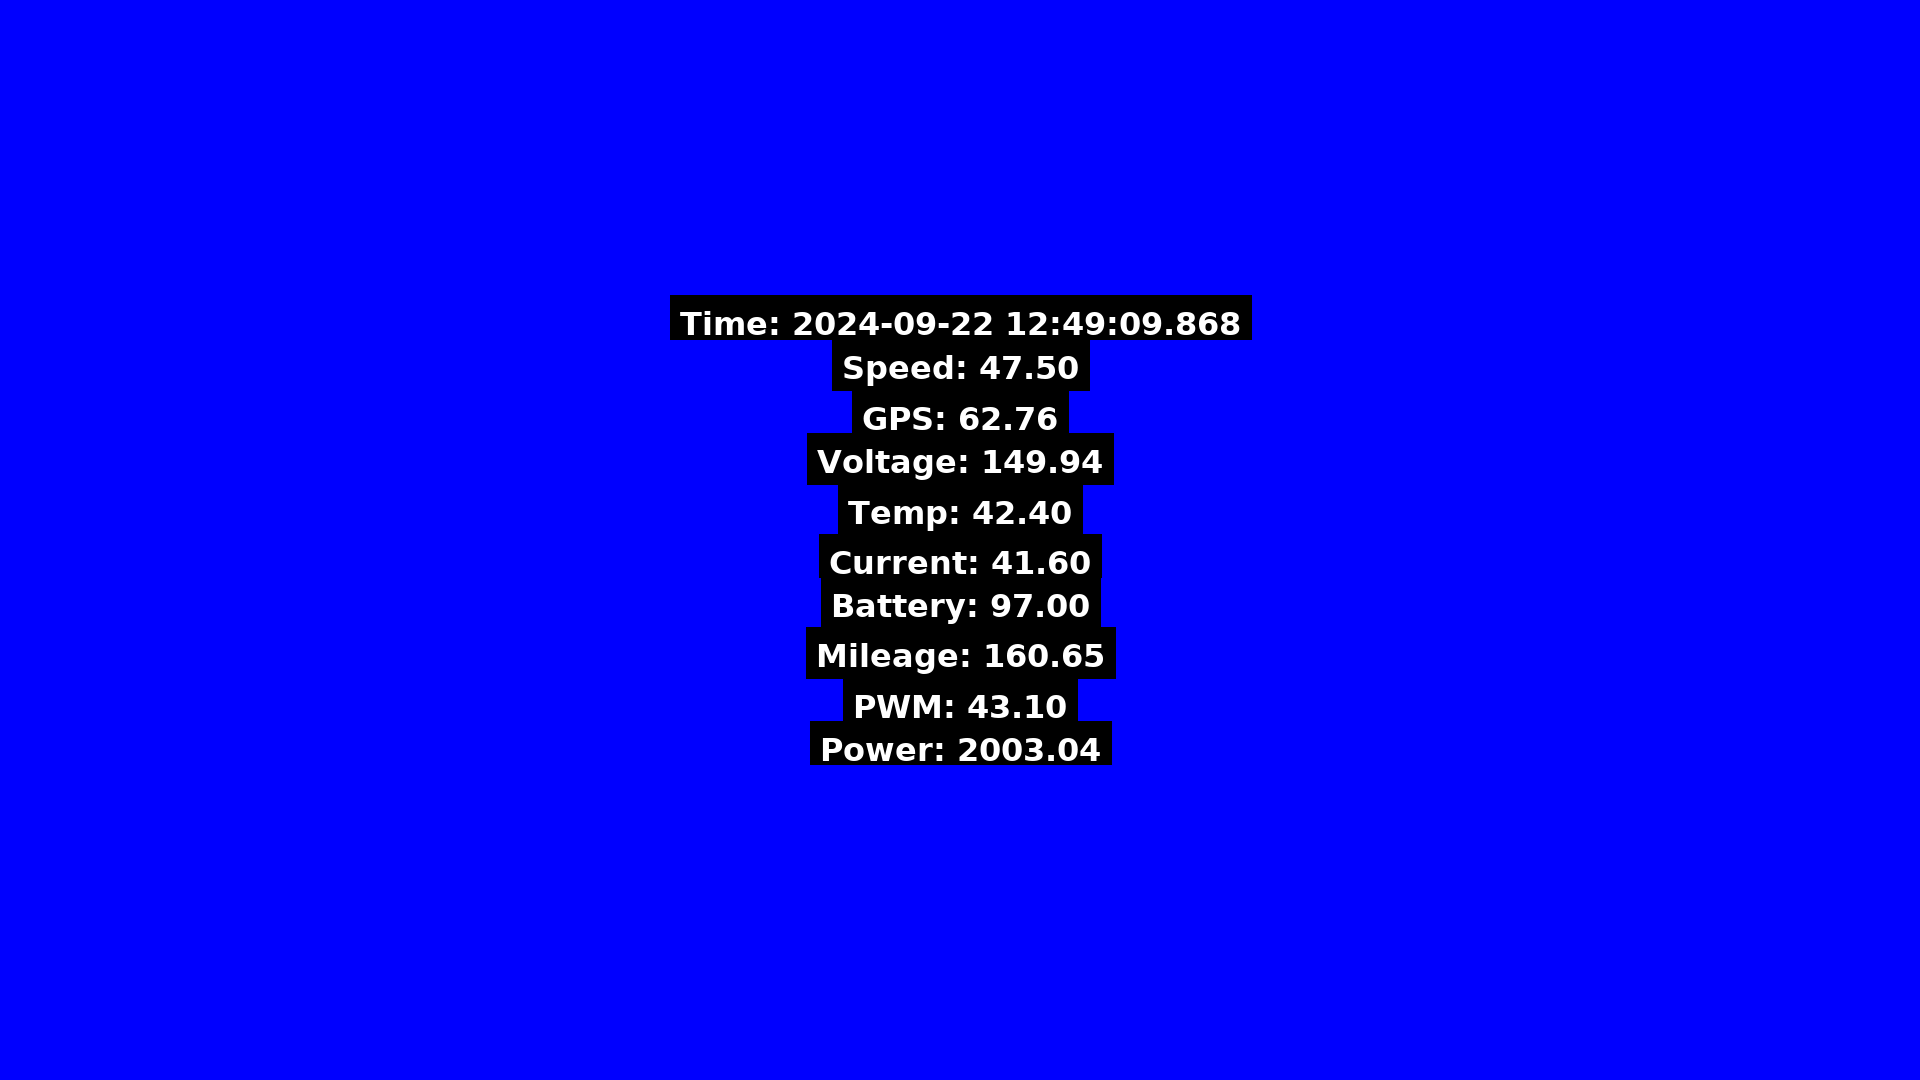 Time: 2024-09-22 12:49:09.868
Speed: 47.50
GPS: 62.76
Voltage: 149.94
Temp: 42.40
Current: 41.60
Battery: 97.00
Mileage: 160.65
PWM: 43.10
Power: 2003.04